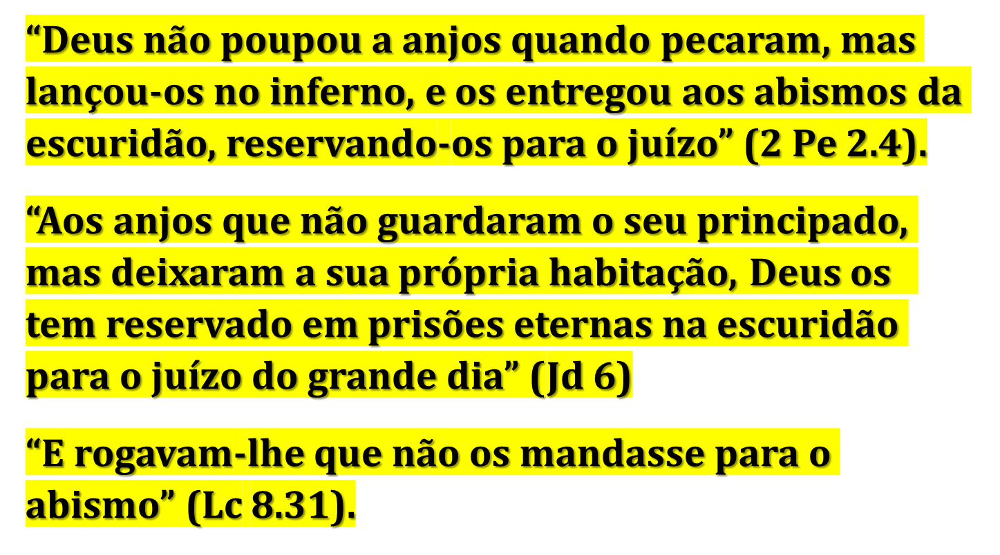 “Deus não poupou a anjos quando pecaram, mas
lançou-os no inferno, e os entregou aos abismos da
escuridão, reservando-os para o juízo” (2 Pe 2.4).
“Aos anjos que não guardaram o seu principado,
mas deixaram a sua própria habitação, Deus os
tem reservado em prisões eternas na escuridão
para o juízo do grande dia” (Jd 6)
“E rogavam-lhe que não os mandasse para o
abismo” (Lc 8.31).